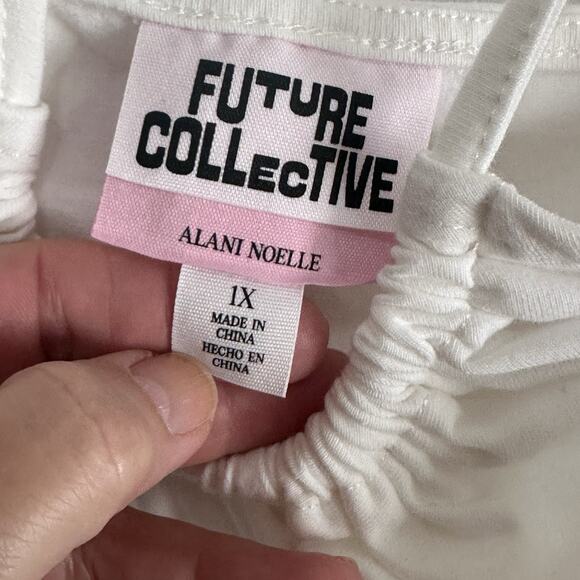 FUTURE
COLLECTIVE
ALANI NOELLE
1X
MADE IN
CHINA
HECHO EN
CHINA